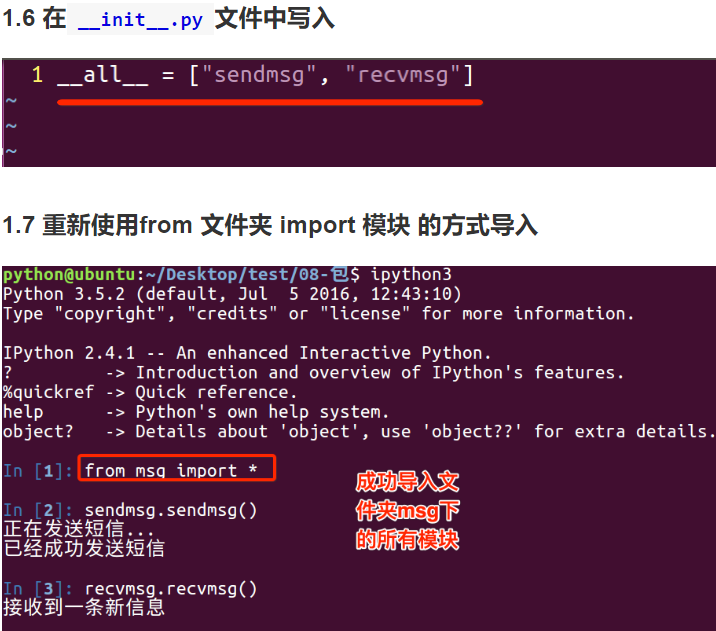 1.6 在 __init__.py 文件中写入
1 __all__ = ["sendmsg", "recvmsg"]
~
~
~
1.7 重新使用from 文件夹 import 模块 的方式导入
python@ubuntu:~/Desktop/test/08-包$ ipython3
Python 3.5.2 (default, Jul  5 2016, 12:43:10)
Type "copyright", "credits" or "license" for more information.
IPython 2.4.1 -- An enhanced Interactive Python.
?         -> Introduction and overview of IPython's features.
%quickref -> Quick reference.
help      -> Python's own help system.
object?   -> Details about 'object', use 'object??' for extra details.
In [1]: from msg import *
In [2]: sendmsg.sendmsg()
正在发送短信...
已经成功发送短信
In [3]: recvmsg.recvmsg()
接收到一条新信息
成功导入文
件夹msg下
的所有模块